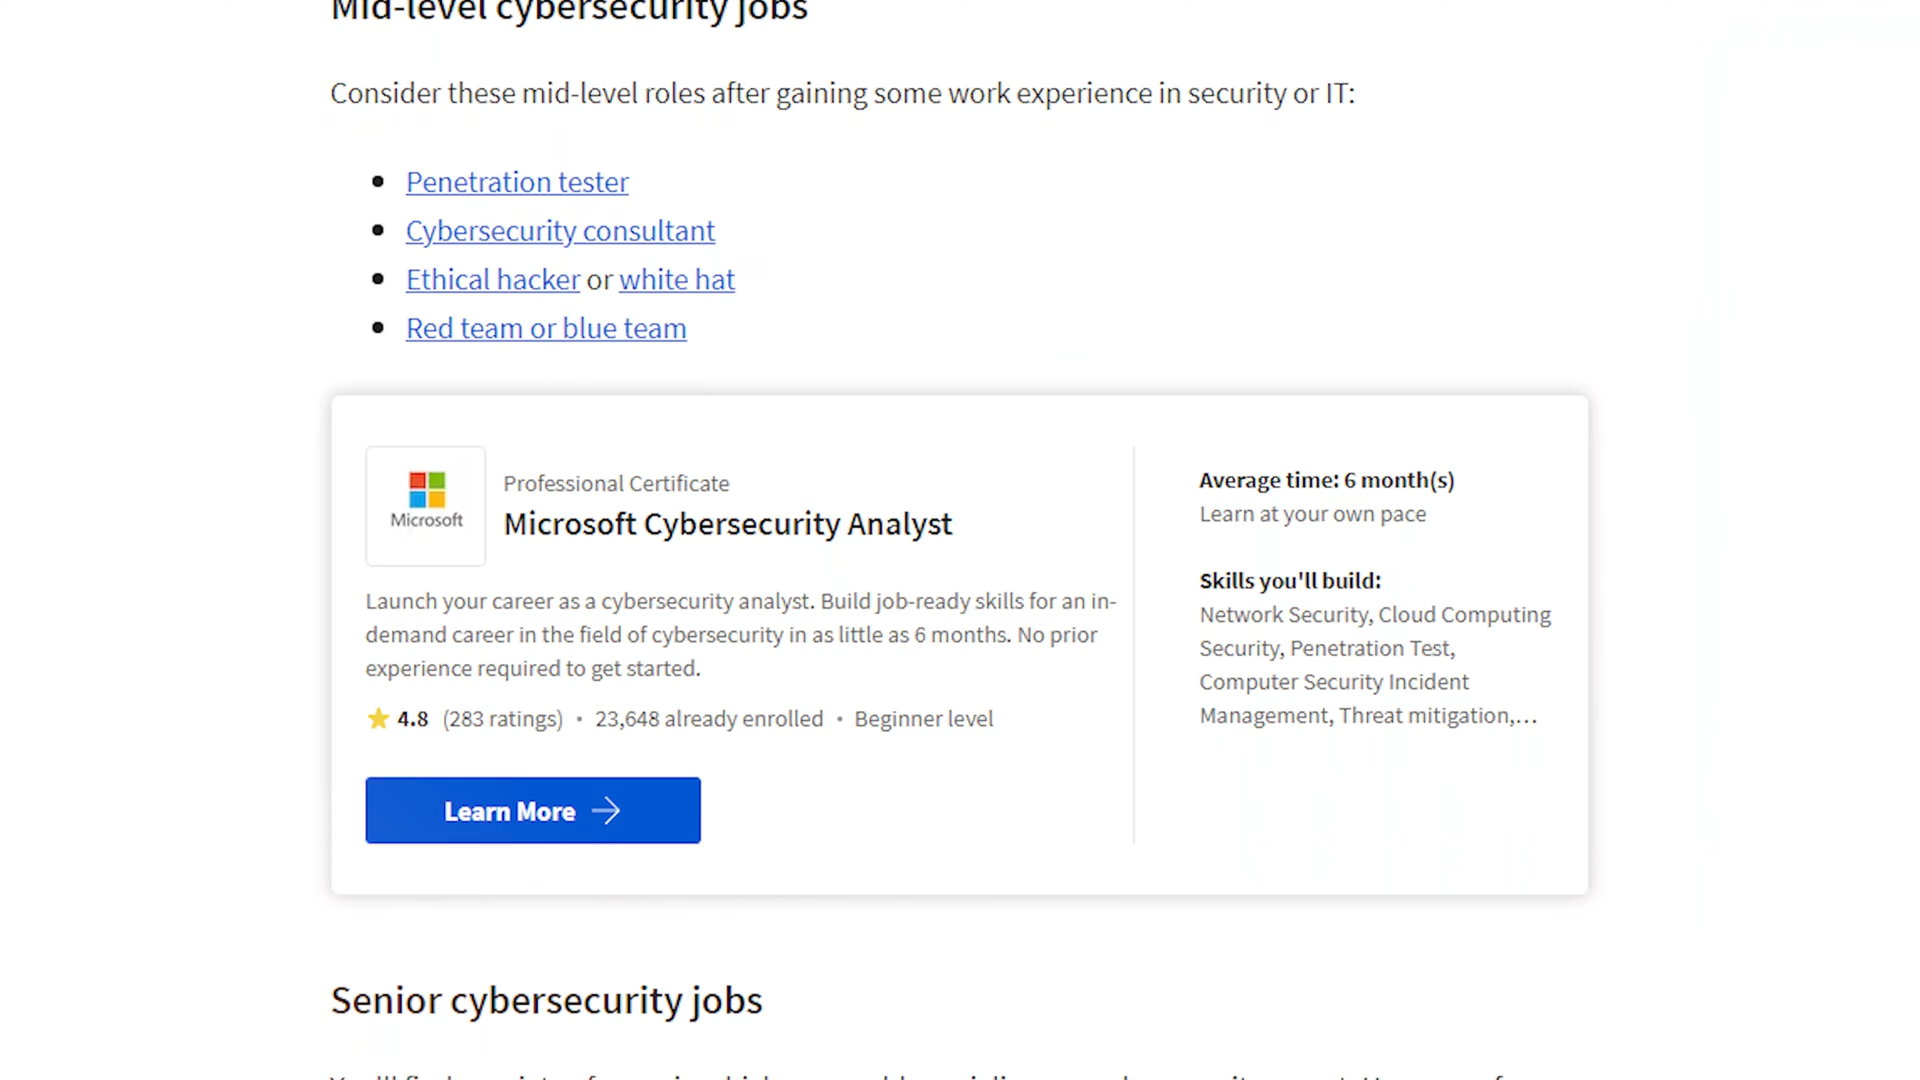 Mid-level cybersecurity jobs
Consider these mid-level roles after gaining some work experience in security or IT:
Penetration tester
Cybersecurity consultant
Ethical hacker or white hat
Red team or blue team
Microsoft
Professional Certificate
Microsoft Cybersecurity Analyst
Launch your career as a cybersecurity analyst. Build job-ready skills for an in-
demand career in the field of cybersecurity in as little as 6 months. No prior
experience required to get started.
4.8 (283 ratings) • 23,648 already enrolled • Beginner level
Learn More
Average time: 6 month(s)
Learn at your own pace
Skills you'll build:
Network Security, Cloud Computing
Security, Penetration Test,
Computer Security Incident
Management, Threat mitigation,...
Senior cybersecurity jobs